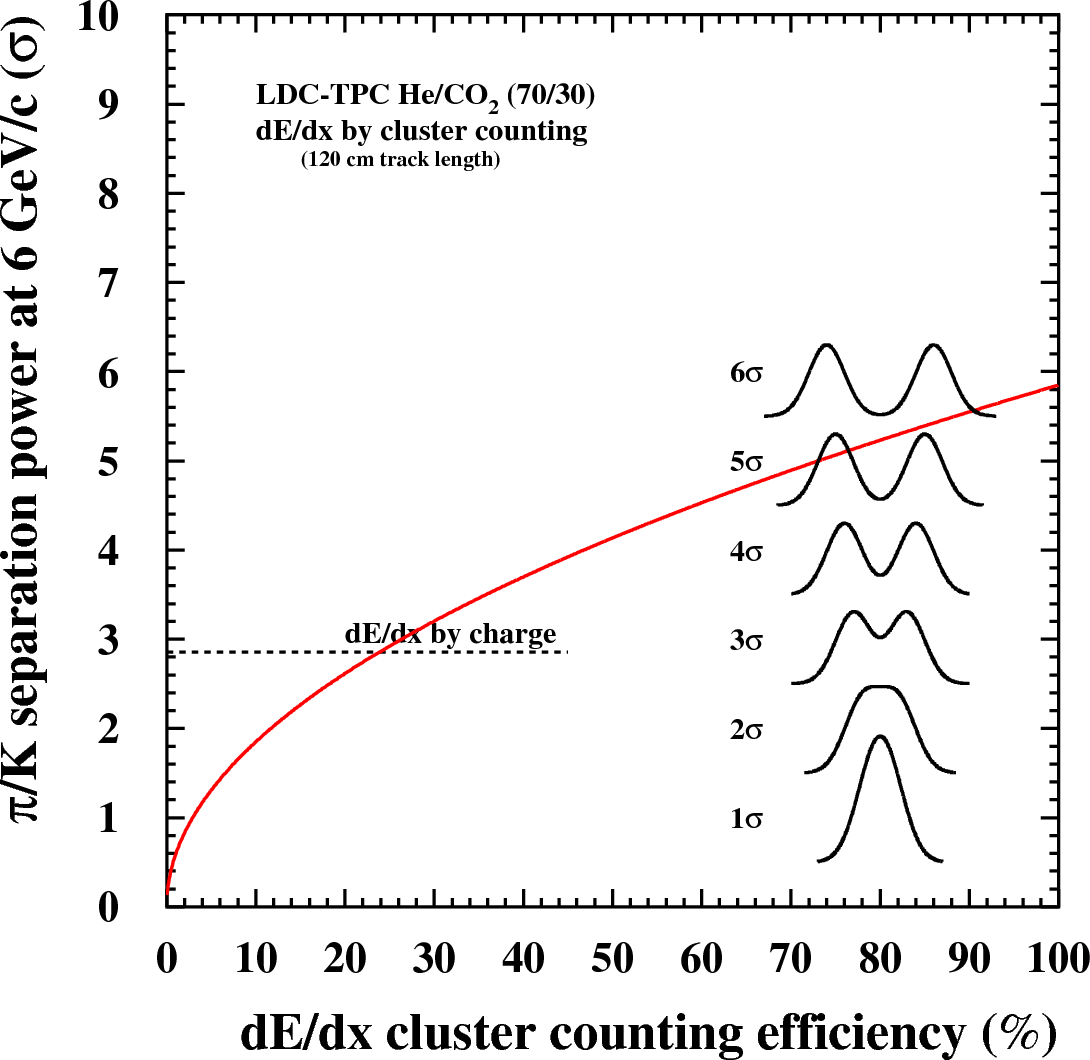 π/K separation power at 6 GeV/c (σ)
10
9
8
7
6
5
4
3
2
1
0
LDC-TPC He/CO2 (70/30)
dE/dx by cluster counting
(120 cm track length)
dE/dx by charge
6σ
5σ
4σ
3σ
2σ
1σ
0 10 20 30 40 50 60 70 80 90 100
dE/dx cluster counting efficiency (%)